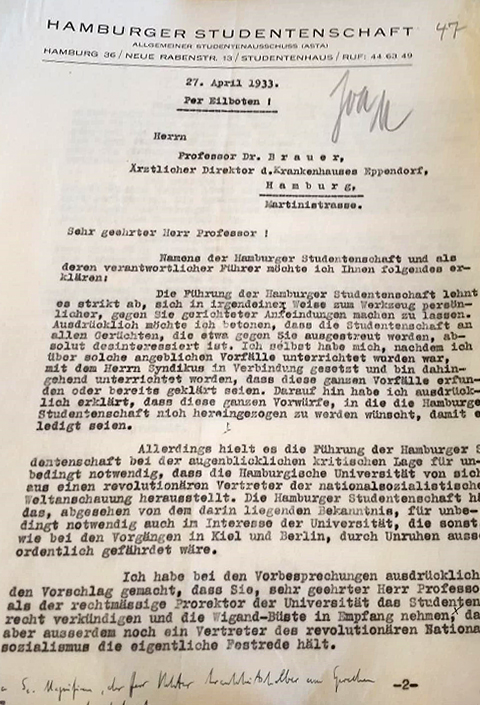 HAMBURGER STUDENTENSCHAFT
47
ALLGEMEINER STUDENTENAUSSCHUSS (ASTA)
HAMBURG 36 / NEUE RABENSTR. 13 / STUDENTENHAUS / RUF: 44 63 49
27. April 1933.
Per Eilboten !
Herrn
Professor Dr. B r a u e r,
Ärztlicher Direktor d.Krankenhauses Eppendorf,
H a m b u r g,
Martinistrasse.
Sehr geehrter Herr Professor !
Namens der Hamburger Studentenschaft und als
deren verantwortlicher Führer möchte ich Ihnen folgendes er-
klären:
Die Führung der Hamburger Studentenschaft lehnt
es strikt ab, sich in irgendeiner Weise zum Werkzeug persön-
licher, gegen Sie gerichteter Anfeindungen machen zu lassen.
Ausdrücklich möchte ich betonen, dass die Studentenschaft an
allen Gerüchten, die etwa gegen Sie ausgestreut werden, ab-
solut desinteressiert ist. Ich selbst habe mich, nachdem ich
über solche angeblichen Vorfälle unterrichtet worden war,
mit dem Herrn Syndikus in Verbindung gesetzt und bin dahin-
gehend unterrichtet worden, dass diese ganzen Vorfälle erfun-
den oder bereits geklärt seien. Darauf hin habe ich ausdrück-
lich erklärt, dass diese ganzen Vorwürfe, in die die Hamburge
Studentenschaft nich hereingezogen zu werden wünscht, damit e
ledigt seien.
Allerdings hielt es die Führung der Hamburger S
dentenschaft bei der augenblicklichen kritischen Lage für un-
bedingt notwendig, dass die Hamburgische Universität von sich
aus einen revolutionären Vertreter der nationalsozialistische
Weltanschauung herausstellt. Die Hamburger Studentenschaft hä
das, abgesehen von dem darin liegenden Bekenntnis, für unbe-
dingt notwendig auch im Interesse der Universität, die sonst
wie bei den Vorgängen in Kiel und Berlin, durch Unruhen auss
ordentlich gefährdet wäre.
Ich habe bei den Vorbesprechungen ausdrücklich
den Vorschlag gemacht, dass Sie, sehr geehrter Herr Professo
als der rechtmässige Prorektor der Universität das Studenten
recht verkündigen und die Wigand-Büste in Empfang nehmen, da
aber ausserdem noch ein Vertreter des revolutionären Nationa
sozialismus die eigentliche Festrede hält.
-2-